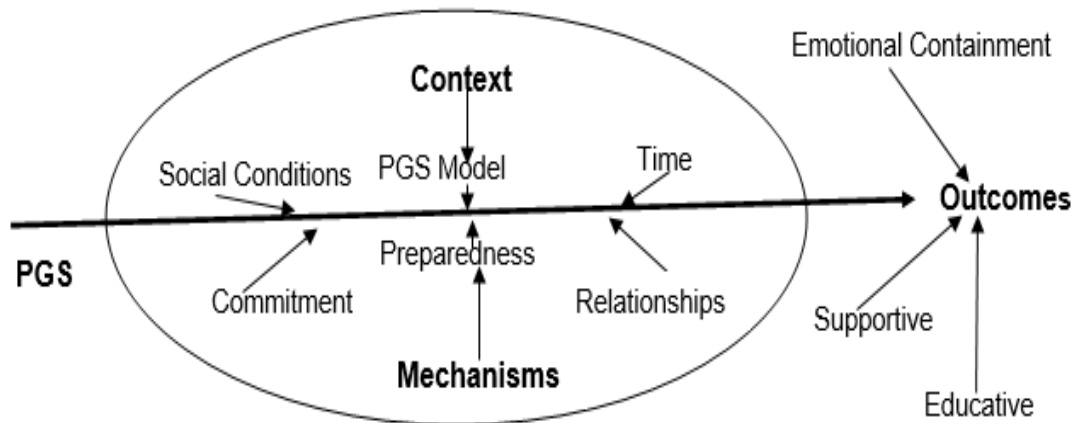 Emotional Containment
Context
Social Conditions
PGS Model
Time
Outcomes
PGS
Preparedness
Commitment
Relationships
Supportive
Mechanisms
Educative